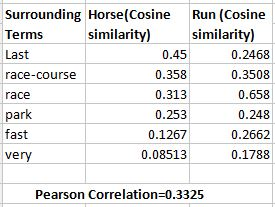 Surrounding Terms Horse(Cosine similarity) Run (Cosine similarity)
Last 0.45 0.2468
race-course 0.358 0.3508
race 0.313 0.658
park 0.253 0.248
fast 0.1267 0.2662
very 0.08513 0.1788
Pearson Correlation=0.3325